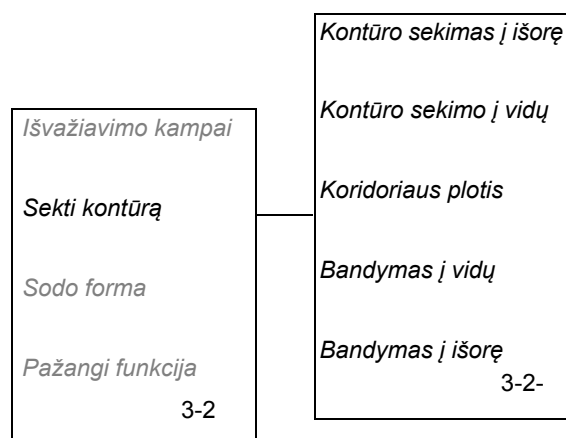 Išvažiavimo kampai
Sekti kontūrą
Sodo forma
Pažangi funkcija
3-2
Kontūro sekimas į išorę
Kontūro sekimo į vidų
Koridoriaus plotis
Bandymas į vidų
Bandymas į išorę
3-2-